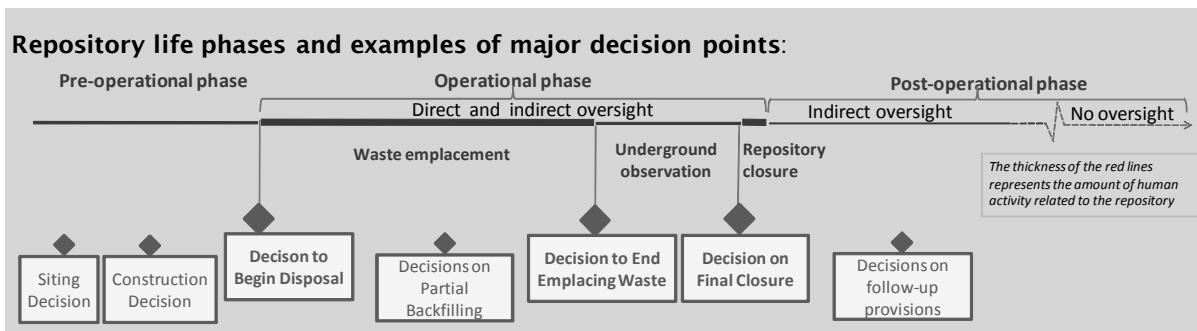 Repository life phases and examples of major decision points:
Pre-operational phase
Operational phase
Post-operational phase
Direct and indirect oversight
Indirect oversight
No oversight
Waste emplacement
Underground
observation
Repository
closure
The thickness of the red lines
represents the amount of human
activity related to the repository
Siting
Decision
Construction
Decision
Decison to
Begin Disposal
Decisions on
Partial
Backfilling
Decision to End
Emplacing Waste
Decision on
Final Closure
Decisions on
follow-up
provisions